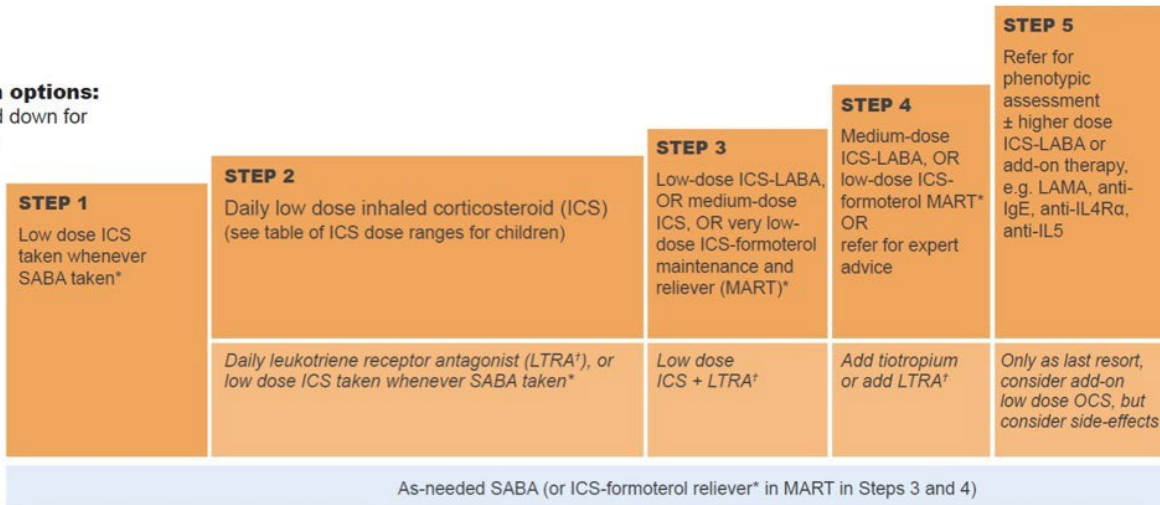 options:
d down for
STEP 1
Low dose ICS
taken whenever
SABA taken*
STEP 2
Daily low dose inhaled corticosteroid (ICS)
(see table of ICS dose ranges for children)
Daily leukotriene receptor antagonist (LTRA†), or
low dose ICS taken whenever SABA taken*
STEP 3
Low-dose ICS-LABA,
OR medium-dose
ICS, OR very low-
dose ICS-formoterol
maintenance and
reliever (MART)*
Low dose
ICS + LTRA†
STEP 4
Medium-dose
ICS-LABA, OR
low-dose ICS-
formoterol MART*
OR
refer for expert
advice
Add tiotropium
or add LTRA†
STEP 5
Refer for
phenotypic
assessment
± higher dose
ICS-LABA or
add-on therapy,
e.g. LAMA, anti-
IgE, anti-IL4Rα,
anti-IL5
Only as last resort,
consider add-on
low dose OCS, but
consider side-effects
As-needed SABA (or ICS-formoterol reliever* in MART in Steps 3 and 4)